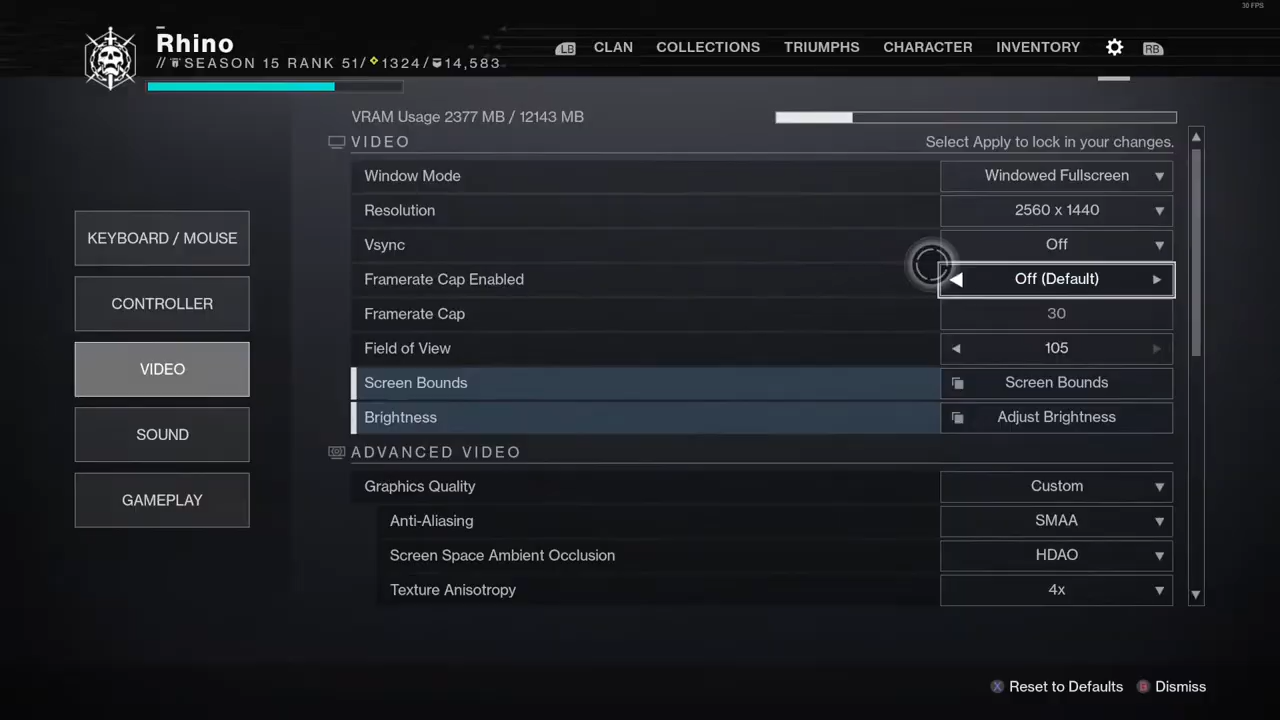 30 FPS
Rhino
// SEASON 15 RANK 51/ 1324/ 14,583
LB CLAN COLLECTIONS TRIUMPHS CHARACTER INVENTORY RB
VRAM Usage 2377 MB / 12143 MB
VIDEO Select Apply to lock in your changes.
Window Mode Windowed Fullscreen
Resolution 2560 x 1440
Vsync Off
Framerate Cap Enabled Off (Default)
Framerate Cap 30
Field of View 105
Screen Bounds Screen Bounds
Brightness Adjust Brightness
ADVANCED VIDEO
Graphics Quality Custom
Anti-Aliasing SMAA
Screen Space Ambient Occlusion HDAO
Texture Anisotropy 4x
KEYBOARD / MOUSE
CONTROLLER
VIDEO
SOUND
GAMEPLAY
X Reset to Defaults B Dismiss